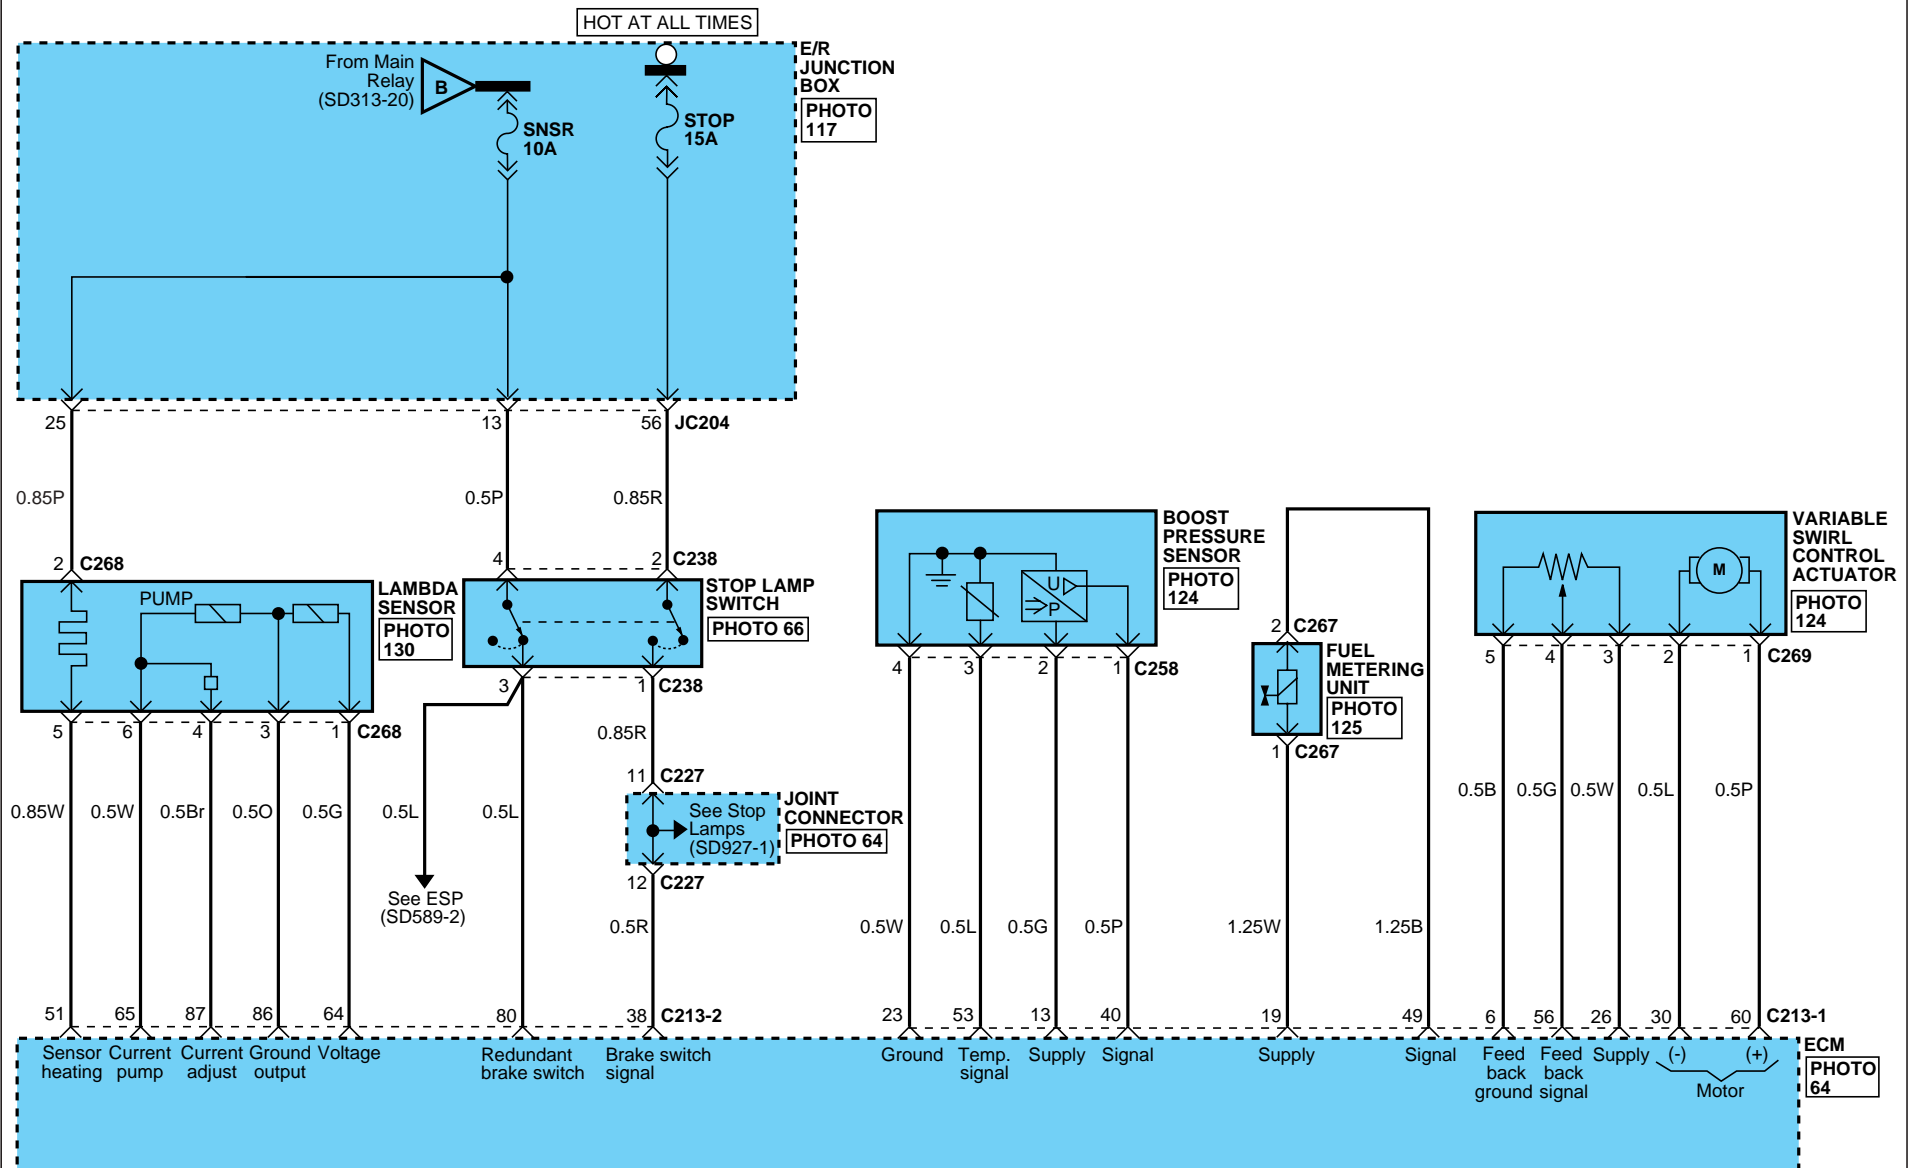 HOT AT ALL TIMES
From Main
Relay
(SD313-20)
B
SNSR
10A
STOP
15A
E/R
JUNCTION
BOX
PHOTO
117
25
13
56
JC204
0.85P
0.5P
0.85R
2
C268
4
2
C238
PUMP
LAMBDA
SENSOR
PHOTO
130
STOP LAMP
SWITCH
PHOTO 66
BOOST
PRESSURE
SENSOR
PHOTO
124
U
P
2
C267
FUEL
METERING
UNIT
PHOTO
125
1
C267
M
VARIABLE
SWIRL
CONTROL
ACTUATOR
PHOTO
124
5
6
4
3
1
C268
3
1
C238
4
3
2
1
C258
5
4
3
2
1
C269
0.85R
11
C227
See Stop
Lamps
(SD927-1)
JOINT
CONNECTOR
PHOTO 64
12
C227
0.85W
0.5W
0.5Br
0.5O
0.5G
0.5L
0.5L
See ESP
(SD589-2)
0.5R
0.5W
0.5L
0.5G
0.5P
1.25W
1.25B
0.5B
0.5G
0.5W
0.5L
0.5P
51
65
87
86
64
80
38
C213-2
23
53
13
40
19
49
6
56
26
30
60
C213-1
Sensor
heating
Current
pump
Current
adjust
Ground
output
Voltage
Redundant
brake switch
Brake switch
signal
Ground
Temp.
signal
Supply
Signal
Supply
Signal
Feed
back
ground
Feed
back
signal
Supply
(-)
(+)
Motor
ECM
PHOTO
64